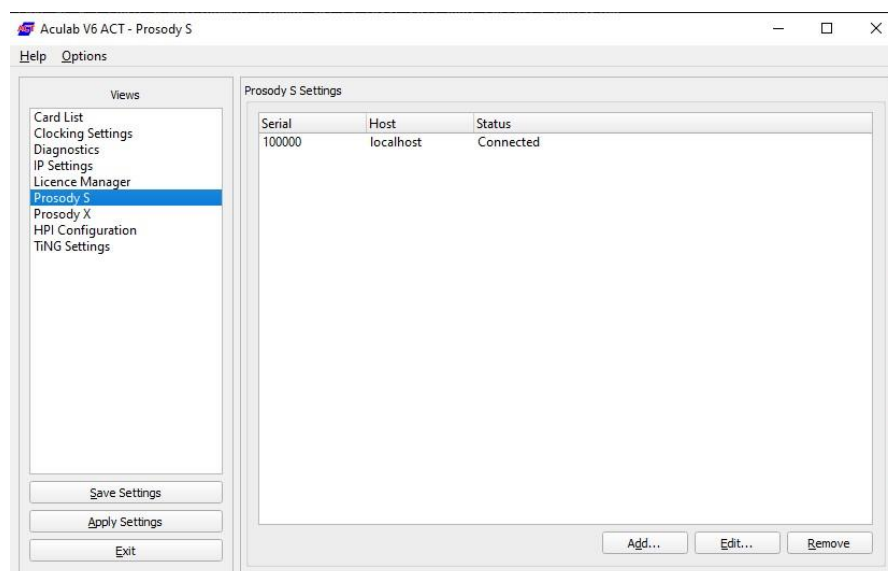 Aculab V6 ACT - Prosody S
Help Options
Views
Card List
Clocking Settings
Diagnostics
IP Settings
Licence Manager
Prosody S
Prosody X
HPI Configuration
TiNG Settings
Save Settings
Apply Settings
Exit
Prosody S Settings
Serial Host Status
100000 localhost Connected
Add... Edit... Remove